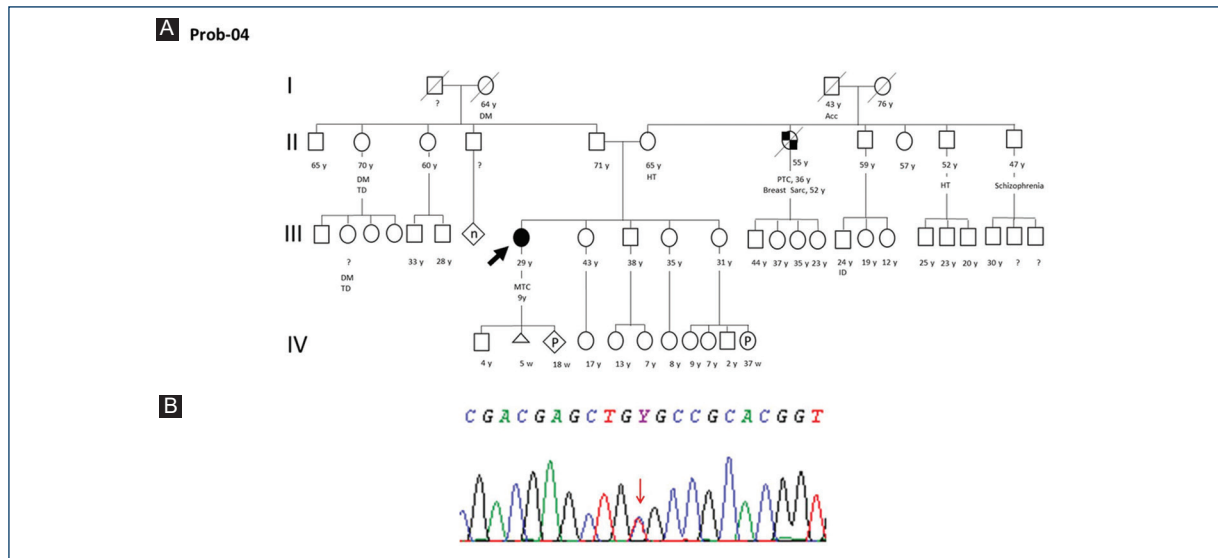 A Prob-04
I
? 64 y 43 y 76 y
DM Acc
II
65 y 70 y 60 y ? 71 y 65 y 55 y 59 y 57 y 52 y 47 y
DM HT PTC, 36 y HT Schizophrenia
TD Breast Sarc, 52 y
III n
? 33 y 28 y 29 y 43 y 38 y 35 y 31 y 44 y 37 y 35 y 23 y 24 y 19 y 12 y 25 y 23 y 20 y 30 y ? ?
DM MTC ID
TD 9y
IV P P
4 y 5 w 18 w 17 y 13 y 7 y 8 y 9 y 7 y 2 y 37 w
B
C G A C G A G C T G Y G C C G C A C G G T